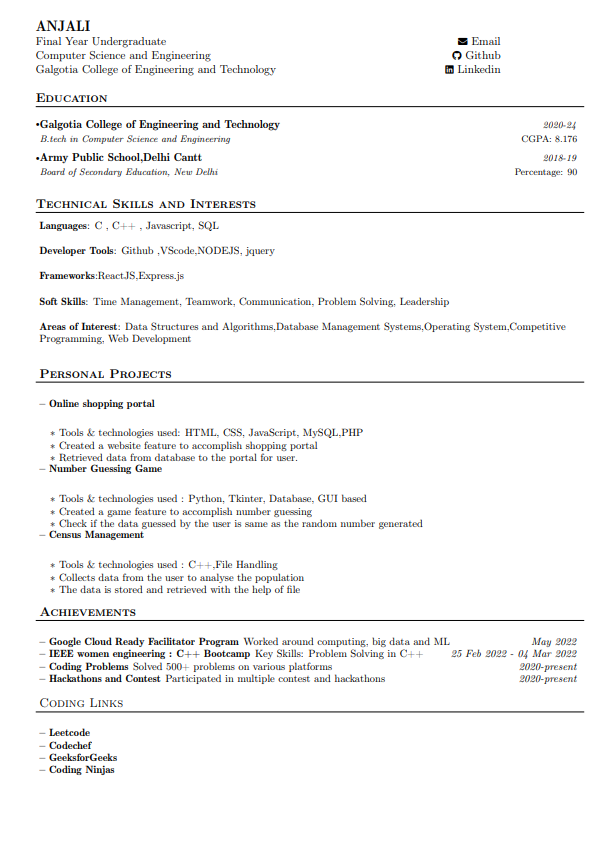 ANJALI
Final Year Undergraduate
Email
Computer Science and Engineering
Github
Galgotia College of Engineering and Technology
Linkedin
EDUCATION
•Galgotia College of Engineering and Technology 2020-24
B.tech in Computer Science and Engineering CGPA: 8.176
•Army Public School,Delhi Cantt 2018-19
Board of Secondary Education, New Delhi Percentage: 90
TECHNICAL SKILLS AND INTERESTS
Languages: C , C++ , Javascript, SQL
Developer Tools: Github ,VScode,NODEJS, jquery
Frameworks:ReactJS,Express.js
Soft Skills: Time Management, Teamwork, Communication, Problem Solving, Leadership
Areas of Interest: Data Structures and Algorithms,Database Management Systems,Operating System,Competitive
Programming, Web Development
PERSONAL PROJECTS
– Online shopping portal
∗ Tools & technologies used: HTML, CSS, JavaScript, MySQL,PHP
∗ Created a website feature to accomplish shopping portal
∗ Retrieved data from database to the portal for user.
– Number Guessing Game
∗ Tools & technologies used : Python, Tkinter, Database, GUI based
∗ Created a game feature to accomplish number guessing
∗ Check if the data guessed by the user is same as the random number generated
– Census Management
∗ Tools & technologies used : C++,File Handling
∗ Collects data from the user to analyse the population
∗ The data is stored and retrieved with the help of file
ACHIEVEMENTS
– Google Cloud Ready Facilitator Program Worked around computing, big data and ML May 2022
– IEEE women engineering : C++ Bootcamp Key Skills: Problem Solving in C++ 25 Feb 2022 - 04 Mar 2022
– Coding Problems Solved 500+ problems on various platforms 2020-present
– Hackathons and Contest Participated in multiple contest and hackathons 2020-present
CODING LINKS
– Leetcode
– Codechef
– GeeksforGeeks
– Coding Ninjas